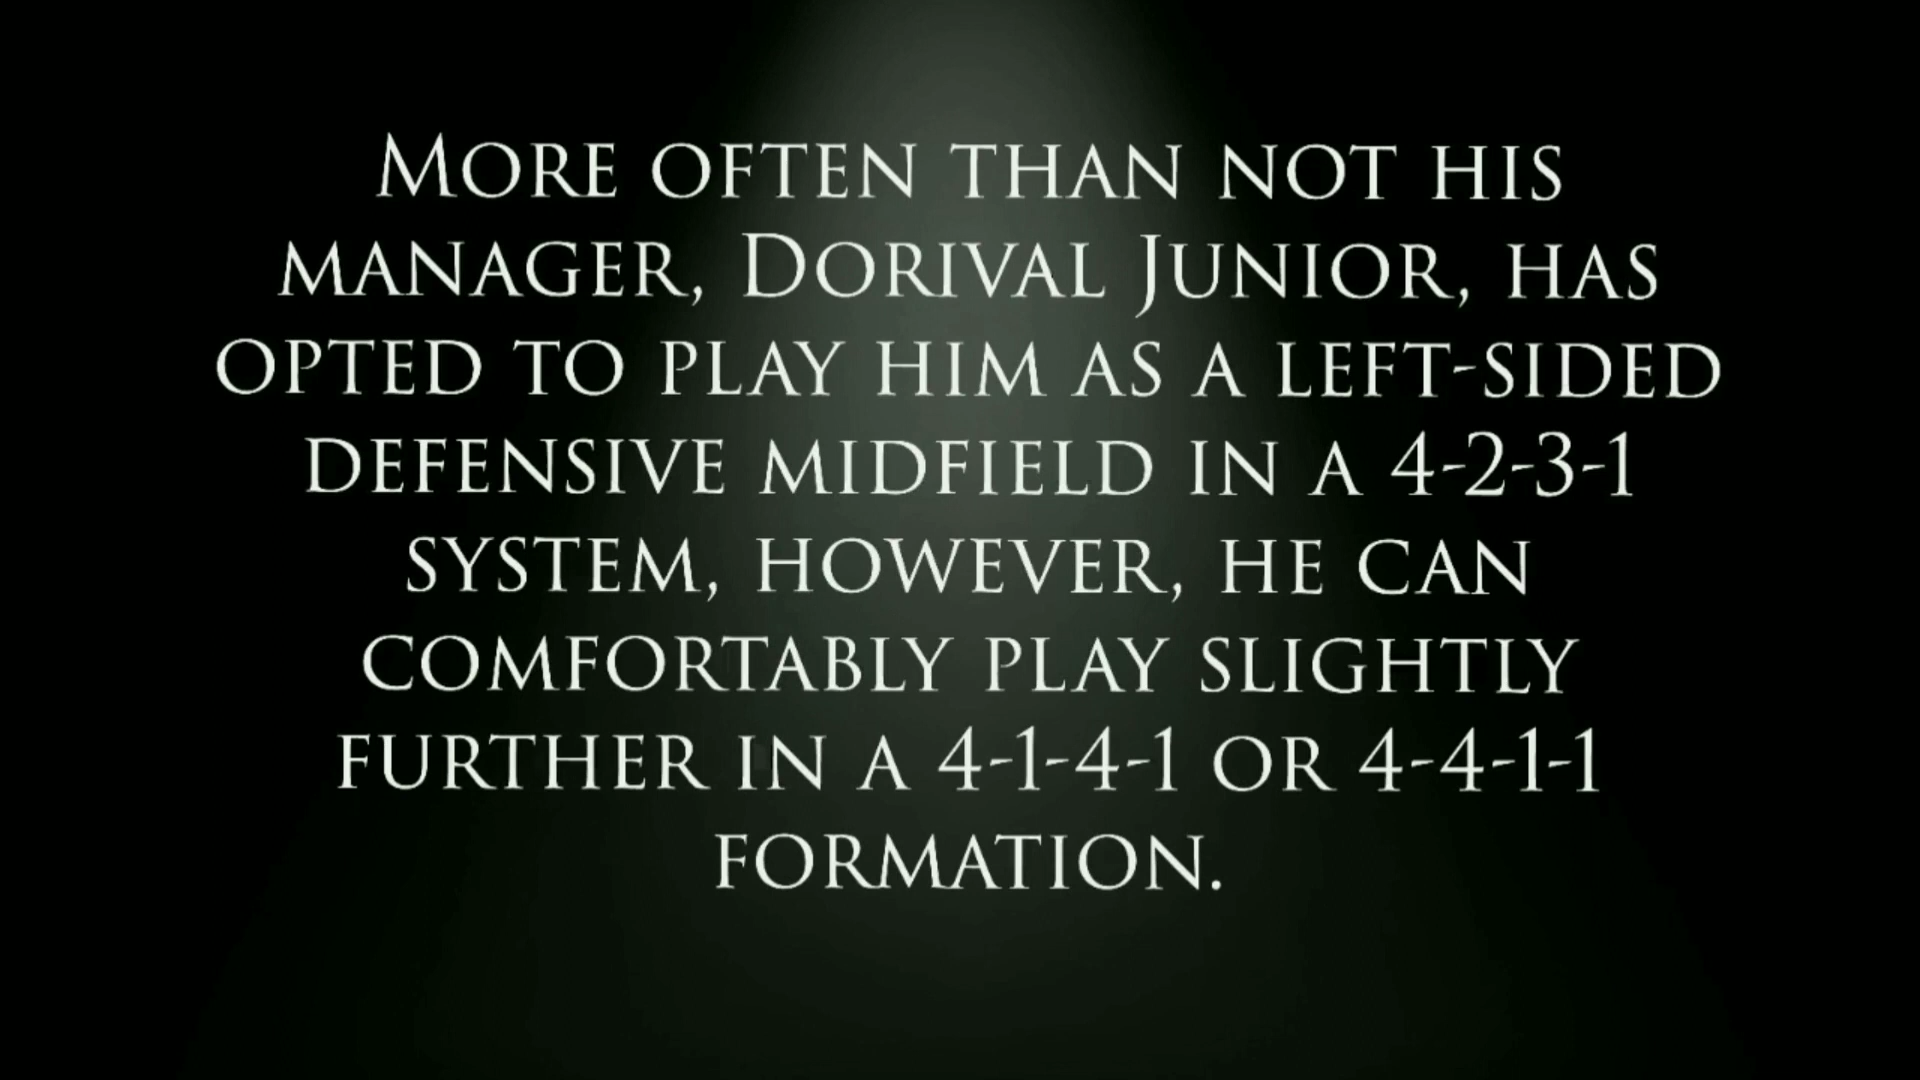 More often than not his
manager, Dorival Junior, has
opted to play him as a left-sided
defensive midfield in a 4-2-3-1
system, however, he can
comfortably play slightly
further in a 4-1-4-1 or 4-4-1-1
formation.